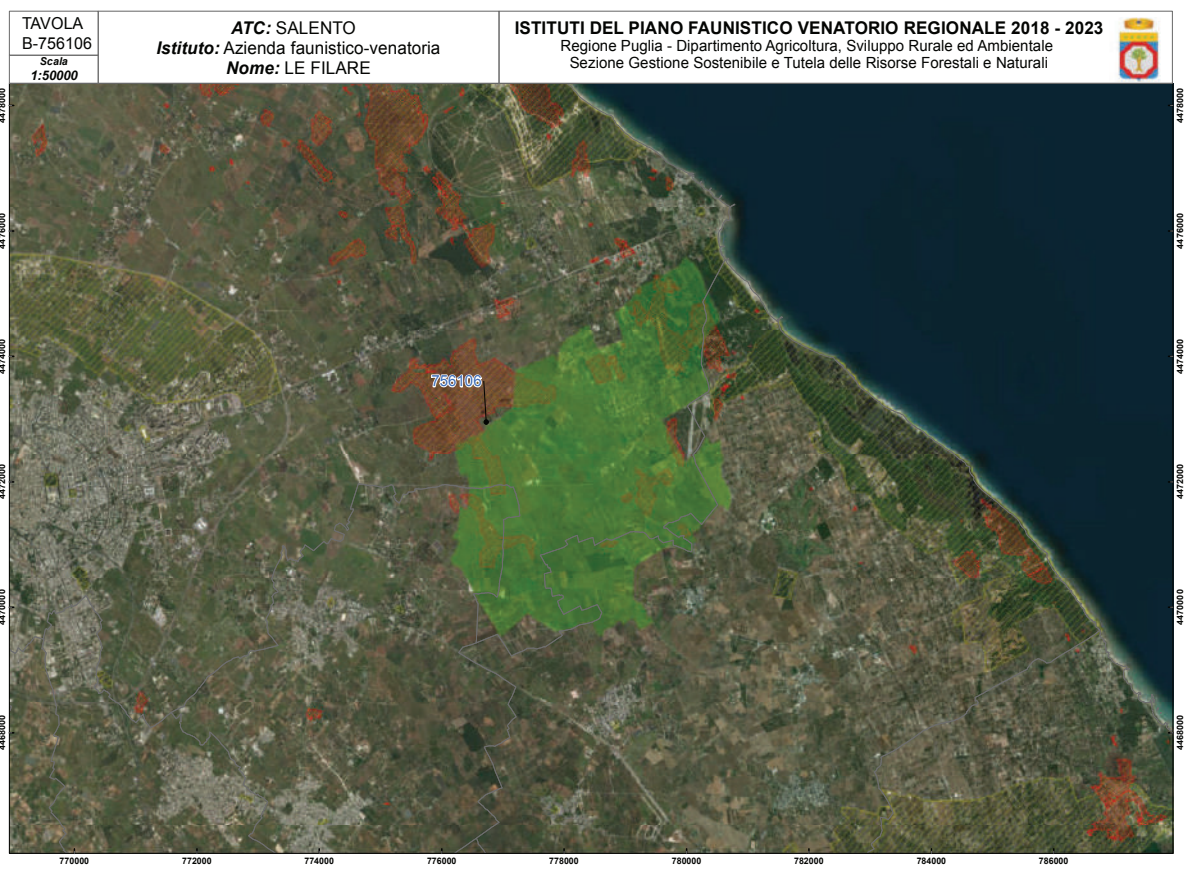 TAVOLA
B-756106
Scala
1:50000
ATC: SALENTO
Istituto: Azienda faunistico-venatoria
Nome: LE FILARE
ISTITUTI DEL PIANO FAUNISTICO VENATORIO REGIONALE 2018 - 2023
Regione Puglia - Dipartimento Agricoltura, Sviluppo Rurale ed Ambientale
Sezione Gestione Sostenibile e Tutela delle Risorse Forestali e Naturali
4478000
4478000
4476000
4476000
4474000
4474000
756106
4472000
4472000
4470000
4470000
4468000
4468000
770000
772000
774000
776000
778000
780000
782000
784000
786000